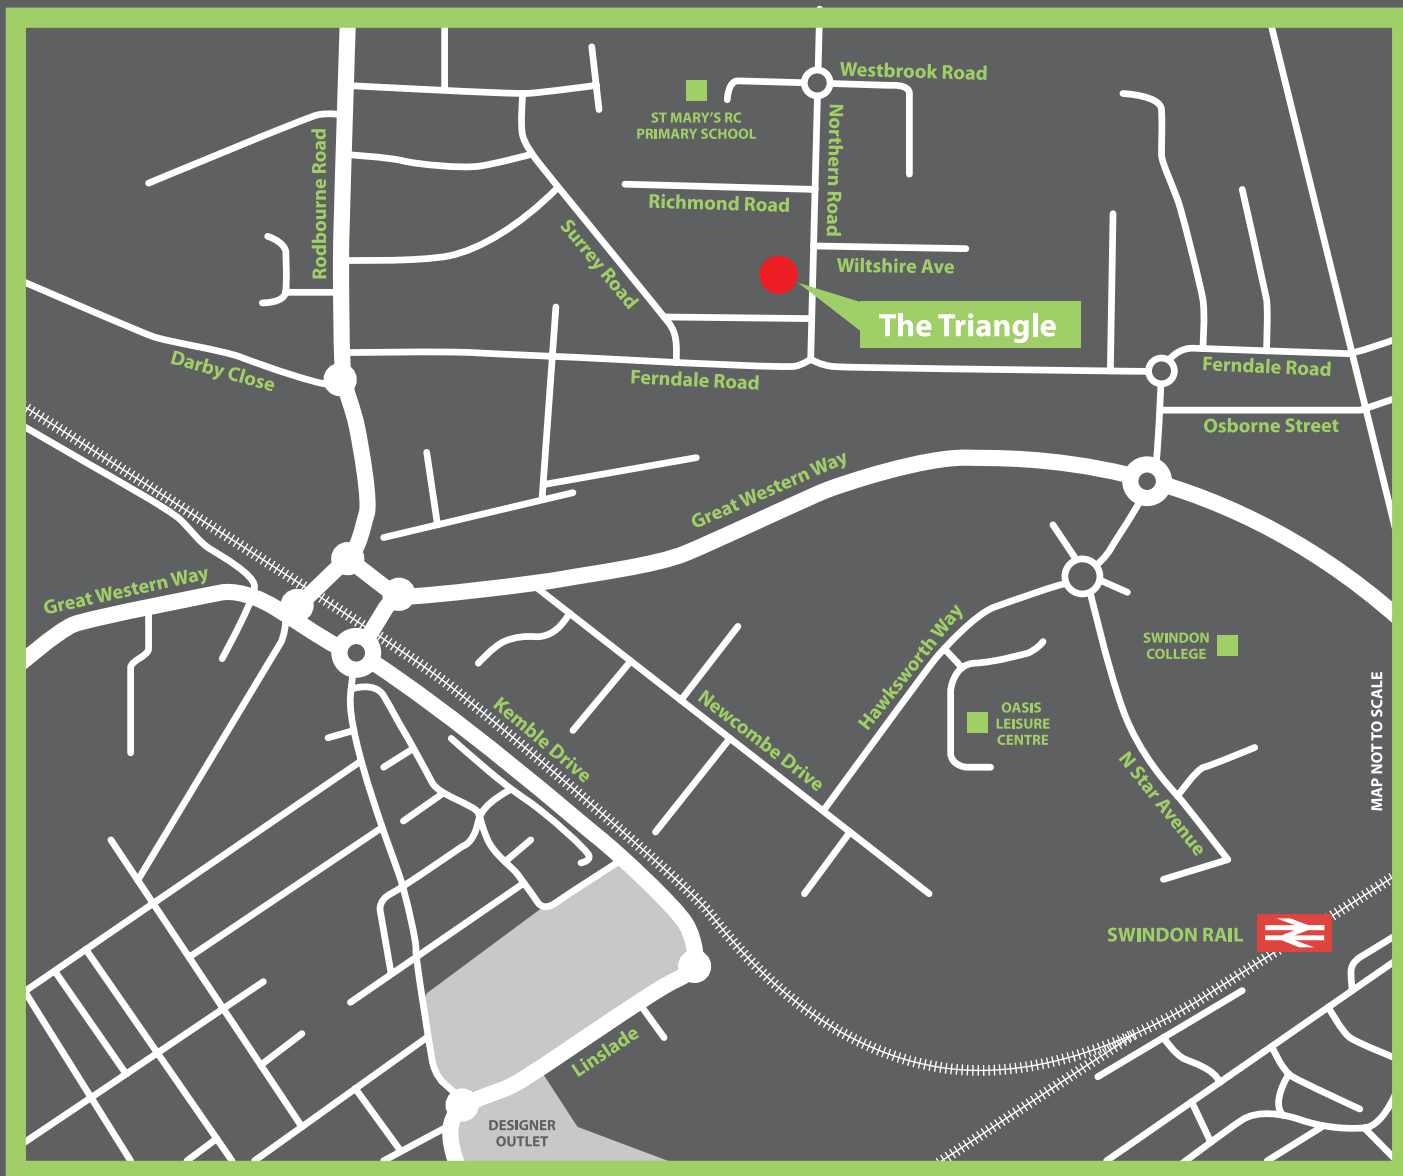 Westbrook Road
ST MARY'S RC
PRIMARY SCHOOL
Northern Road
Rodbourne Road
Richmond Road
Surrey Road
Wiltshire Ave
The Triangle
Darby Close
Ferndale Road
Ferndale Road
Osborne Street
Great Western Way
Great Western Way
Hawksworth Way
SWINDON
COLLEGE
Kemble Drive
Newcombe Drive
OASIS
LEISURE
CENTRE
MAP NOT TO SCALE
N Star Avenue
SWINDON RAIL
Linslade
DESIGNER
OUTLET